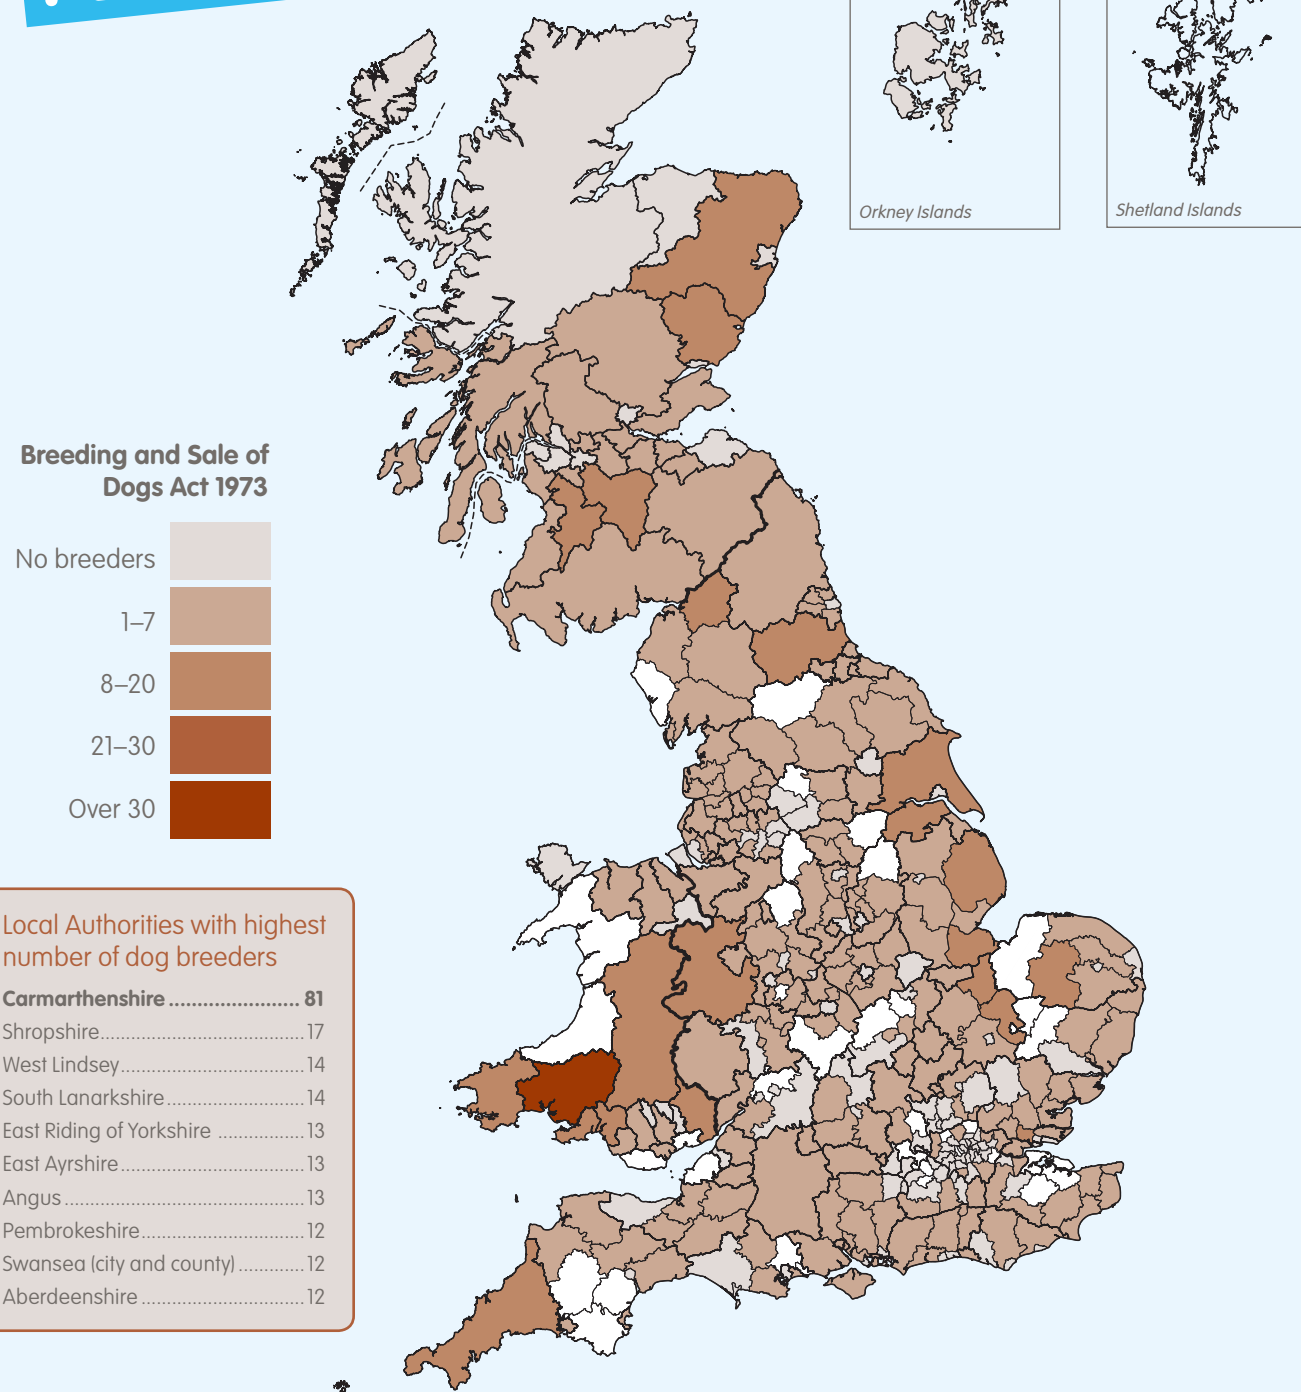 Orkney Islands
Shetland Islands
Breeding and Sale of
Dogs Act 1973
No breeders
1–7
8–20
21–30
Over 30
Local Authorities with highest
number of dog breeders
Carmarthenshire ...................... 81
Shropshire.................................17
West Lindsey..............................14
South Lanarkshire.......................14
East Riding of Yorkshire ..............13
East Ayrshire..............................13
Angus .......................................13
Pembrokeshire...........................12
Swansea (city and county) ...........12
Aberdeenshire ...........................12